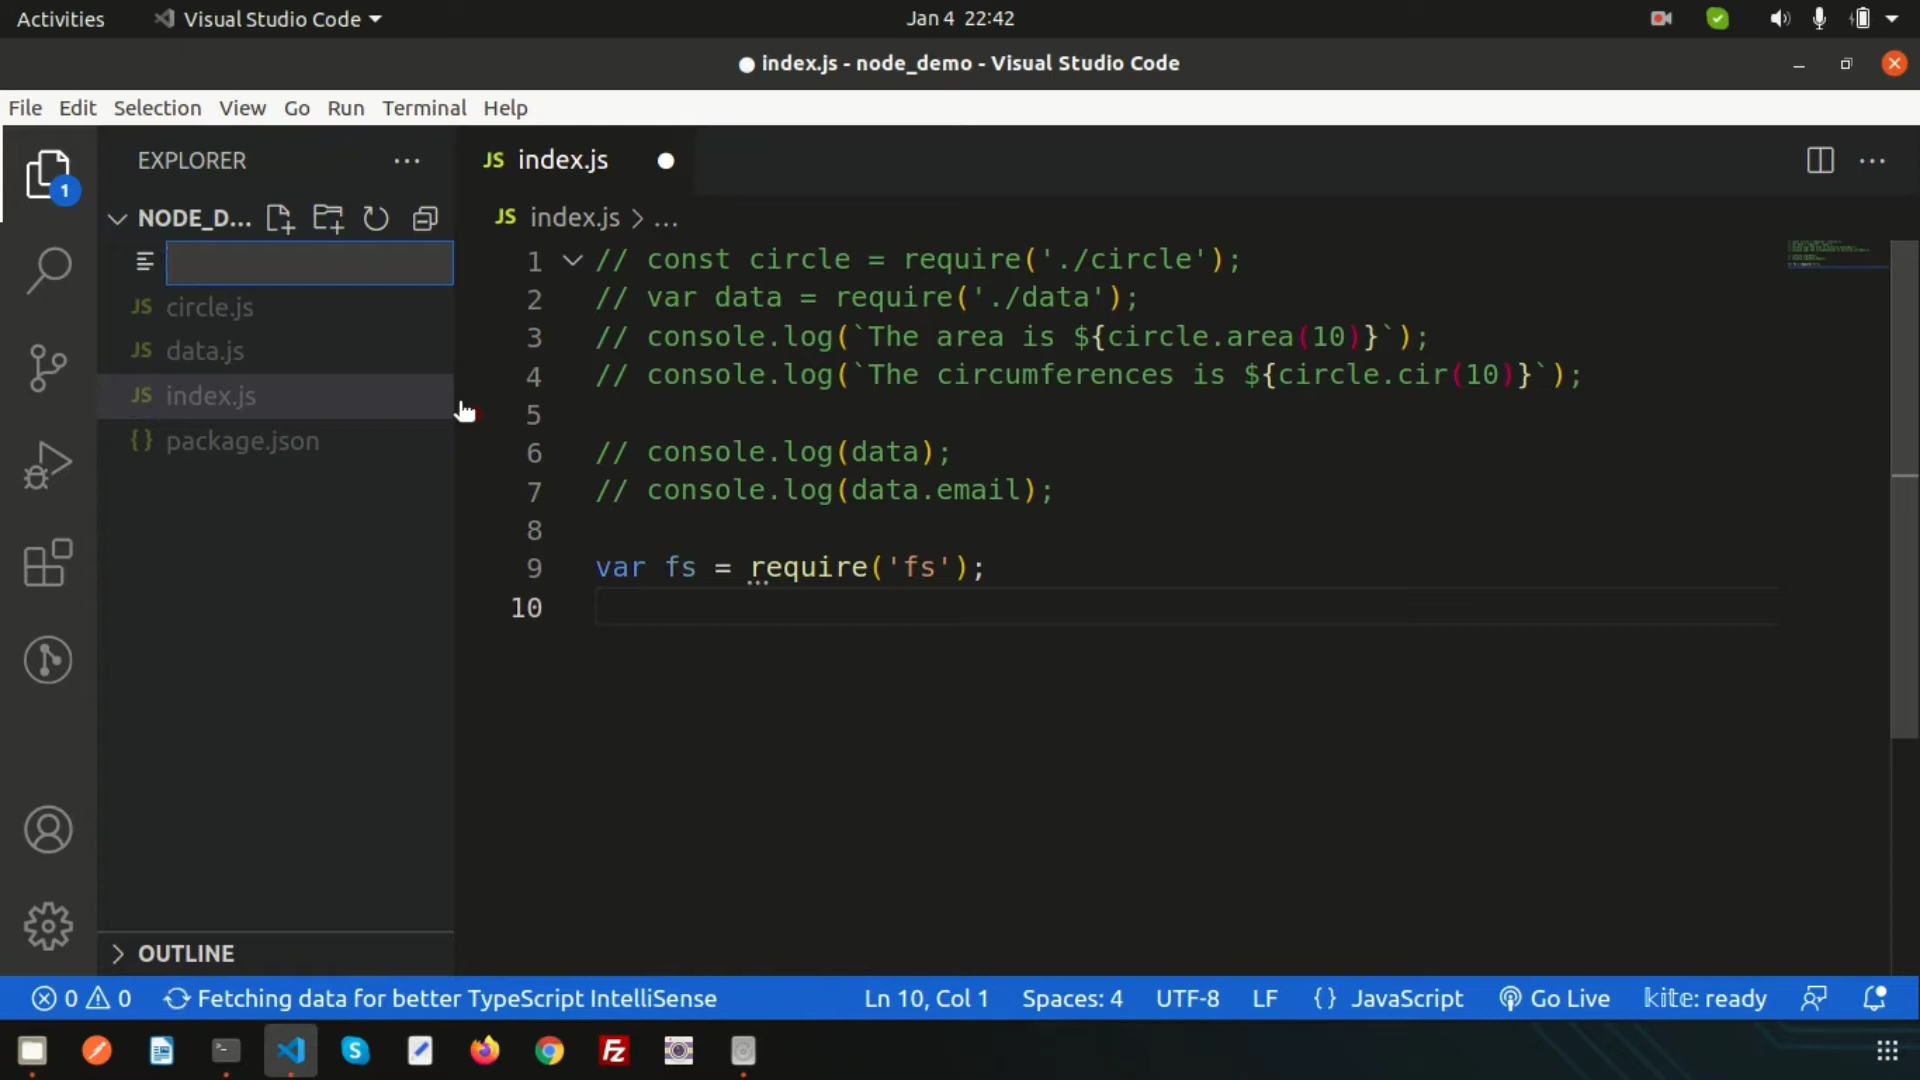 Activities
Visual Studio Code
Jan 4 22:42
index.js - node_demo - Visual Studio Code
File Edit Selection View Go Run Terminal Help
1
EXPLORER
NODE_D...
circle.js
data.js
index.js
package.json
OUTLINE
JS index.js
JS index.js > ...
1 // const circle = require('./circle');
2 // var data = require('./data');
3 // console.log(`The area is ${circle.area(10)}`);
4 // console.log(`The circumferences is ${circle.cir(10)}`);
5
6 // console.log(data);
7 // console.log(data.email);
8
9 var fs = require('fs');
10
0 0 Fetching data for better TypeScript IntelliSense Ln 10, Col 1 Spaces: 4 UTF-8 LF {} JavaScript Go Live kite: ready